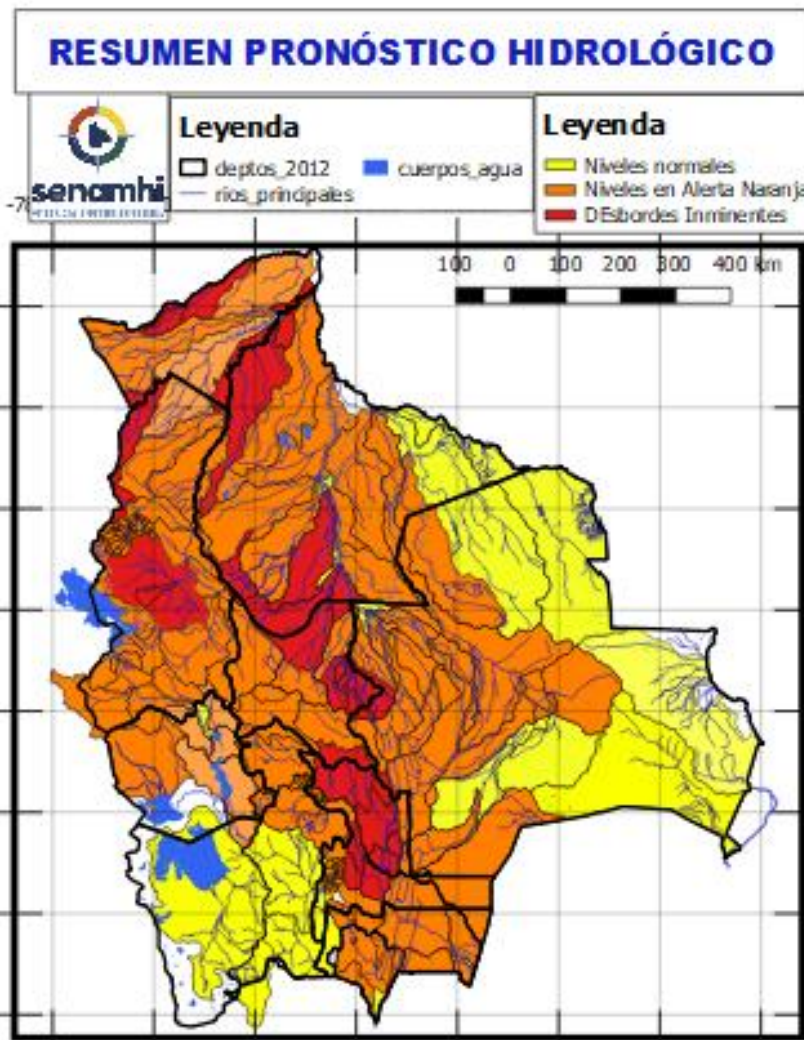 RESUMEN PRONÓSTICO HIDROLÓGICO
senamhi
Leyenda
deptos_2012
cuerpos_agua
rios_principales
Leyenda
Niveles normales
Niveles en Alerta Naranja
DEsbordes Inminentes
100 0 100 200 300 400 km